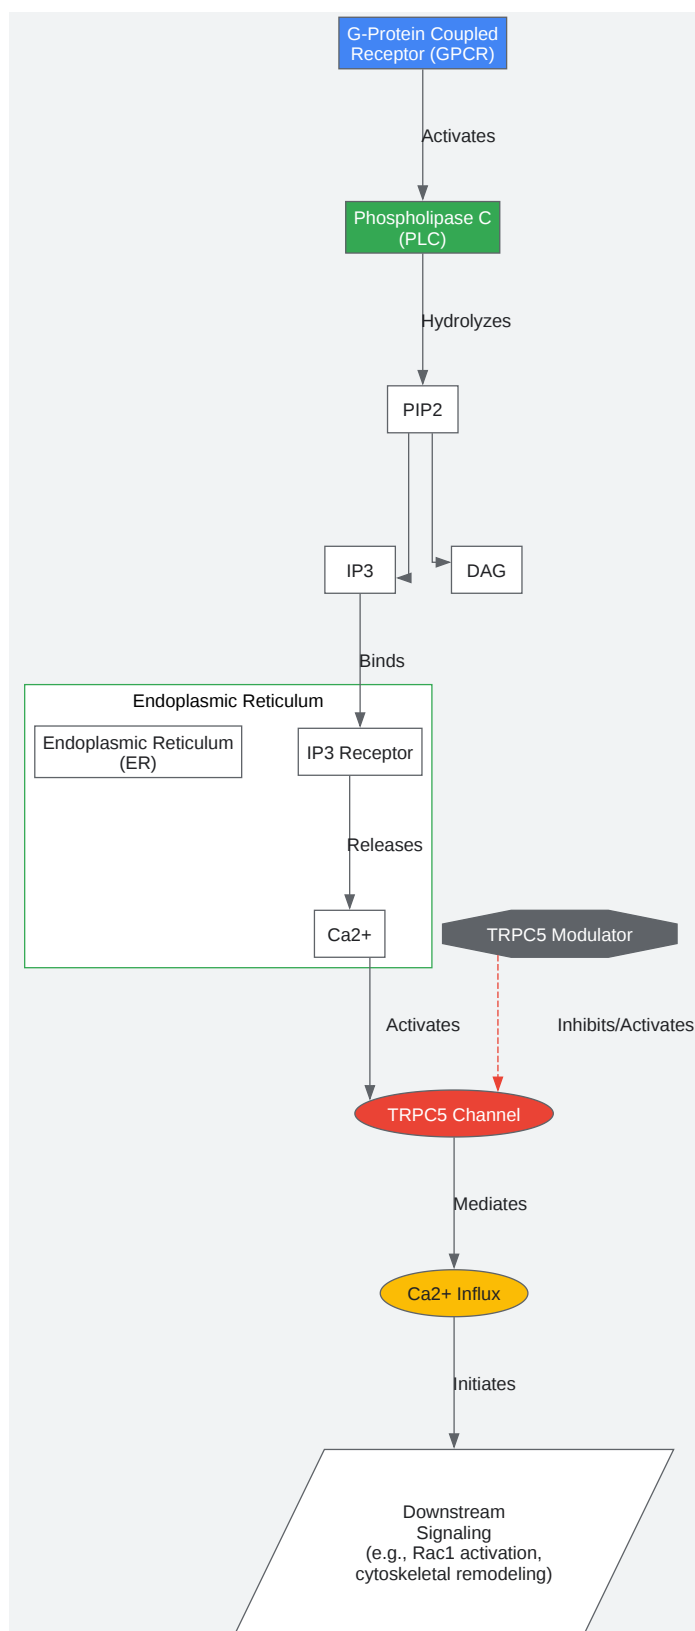 G-Protein Coupled
Receptor (GPCR)
Activates
Phospholipase C
(PLC)
Hydrolyzes
PIP2
IP3
DAG
Binds
Endoplasmic Reticulum
Endoplasmic Reticulum
(ER)
IP3 Receptor
Releases
Ca2+
TRPC5 Modulator
Activates
Inhibits/Activates
TRPC5 Channel
Mediates
Ca2+ Influx
Initiates
Downstream
Signaling
(e.g., Rac1 activation,
cytoskeletal remodeling)